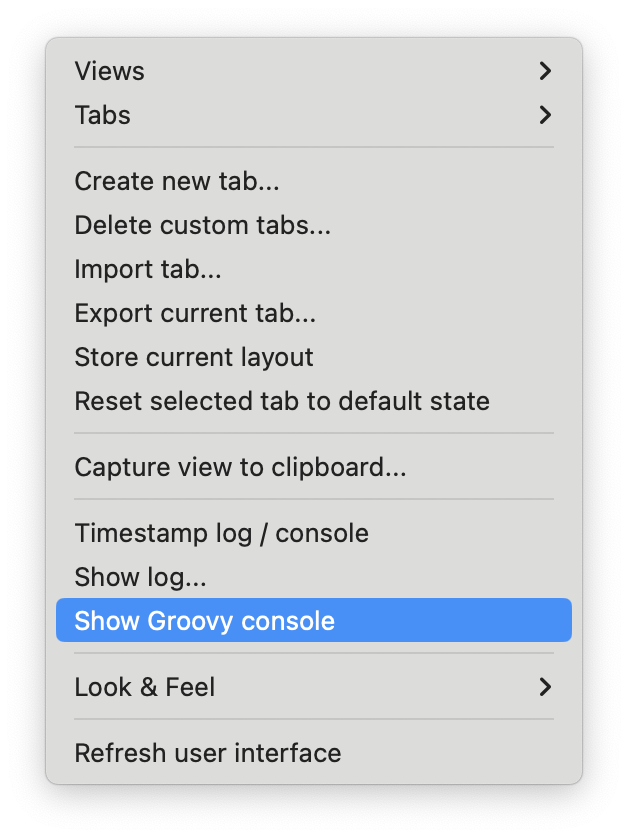 Views
Tabs
Create new tab...
Delete custom tabs...
Import tab...
Export current tab...
Store current layout
Reset selected tab to default state
Capture view to clipboard...
Timestamp log / console
Show log...
Show Groovy console
Look & Feel
Refresh user interface